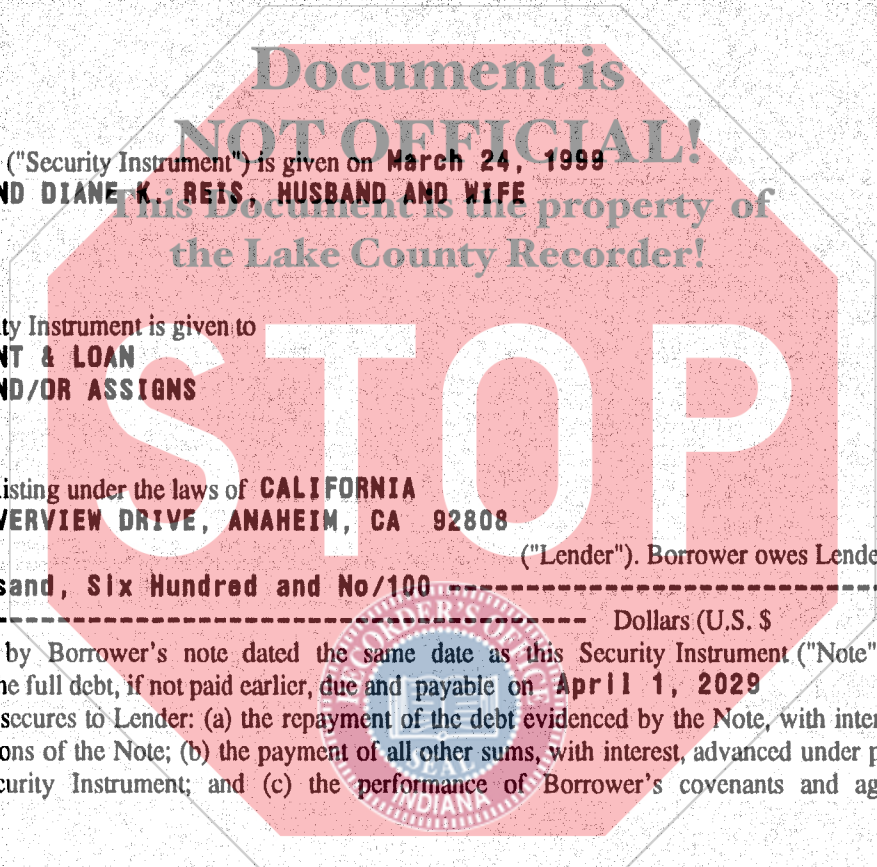 Document is
NOT OFFICIAL!
("Security Instrument") is given on March 24, 1999
ND DIANE K. REIS, HUSBAND AND WIFE
This Document is the property of
the Lake County Recorder!
ty Instrument is given to
NT & LOAN
ND/OR ASSIGNS
STOP
isting under the laws of CALIFORNIA
VERVIEW DRIVE, ANAHEIM, CA 92808
("Lender"). Borrower owes Lende
sand, Six Hundred and No/100
Dollars (U.S. $
by Borrower's note dated the same date as this Security Instrument ("Note"
he full debt, if not paid earlier, due and payable on April 1, 2029
secures to Lender: (a) the repayment of the debt evidenced by the Note, with inter
ons of the Note; (b) the payment of all other sums, with interest, advanced under p
curity Instrument; and (c) the performance of Borrower's covenants and ag
RECORDER'S OFFICE
SEAL
INDIANA